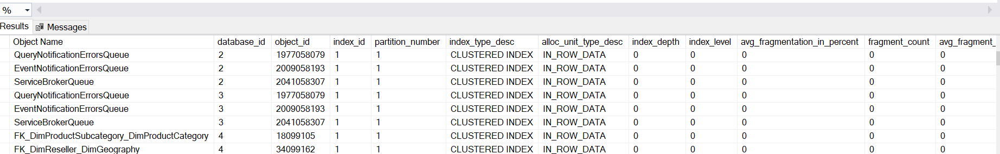 %
Results Messages
Object Name database_id object_id index_id partition_number index_type_desc alloc_unit_type_desc index_depth index_level avg_fragmentation_in_percent fragment_count avg_fragment_
QueryNotificationErrorsQueue 2 1977058079 1 1 CLUSTERED INDEX IN_ROW_DATA 0 0 0 0 0
EventNotificationErrorsQueue 2 2009058193 1 1 CLUSTERED INDEX IN_ROW_DATA 0 0 0 0 0
ServiceBrokerQueue 2 2041058307 1 1 CLUSTERED INDEX IN_ROW_DATA 0 0 0 0 0
QueryNotificationErrorsQueue 3 1977058079 1 1 CLUSTERED INDEX IN_ROW_DATA 0 0 0 0 0
EventNotificationErrorsQueue 3 2009058193 1 1 CLUSTERED INDEX IN_ROW_DATA 0 0 0 0 0
ServiceBrokerQueue 3 2041058307 1 1 CLUSTERED INDEX IN_ROW_DATA 0 0 0 0 0
FK_DimProductSubcategory_DimProductCategory 4 18099105 1 1 CLUSTERED INDEX IN_ROW_DATA 0 0 0 0 0
FK_DimReseller_DimGeography 4 34099162 1 1 CLUSTERED INDEX IN_ROW_DATA 0 0 0 0 0